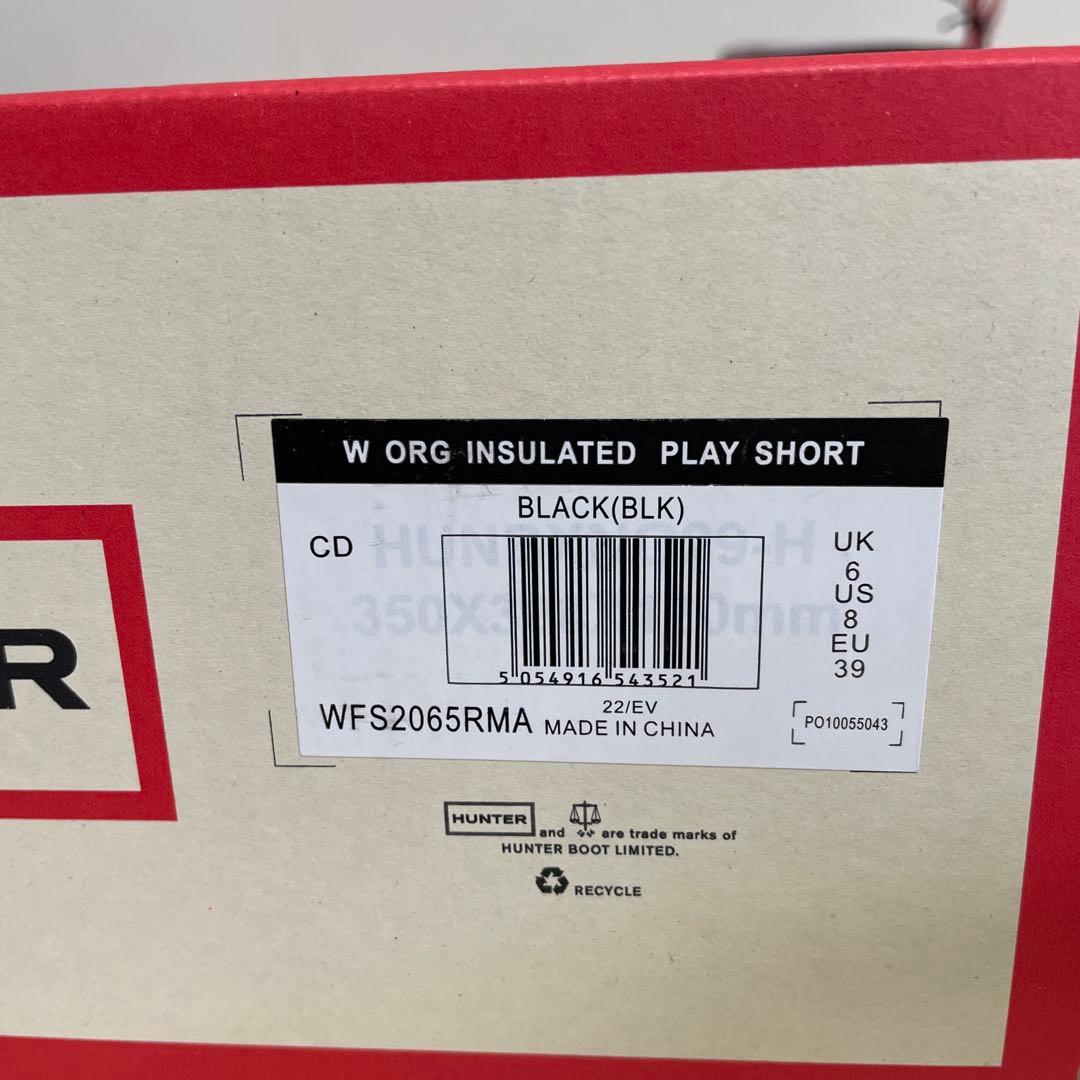 W ORG INSULATED PLAY SHORT
BLACK(BLK)
CD
UK
6
US
8
EU
39
5 054916 543521
22/EV
WFS2065RMA MADE IN CHINA
PO10055043
R
HUNTER and are trade marks of
HUNTER BOOT LIMITED.
RECYCLE